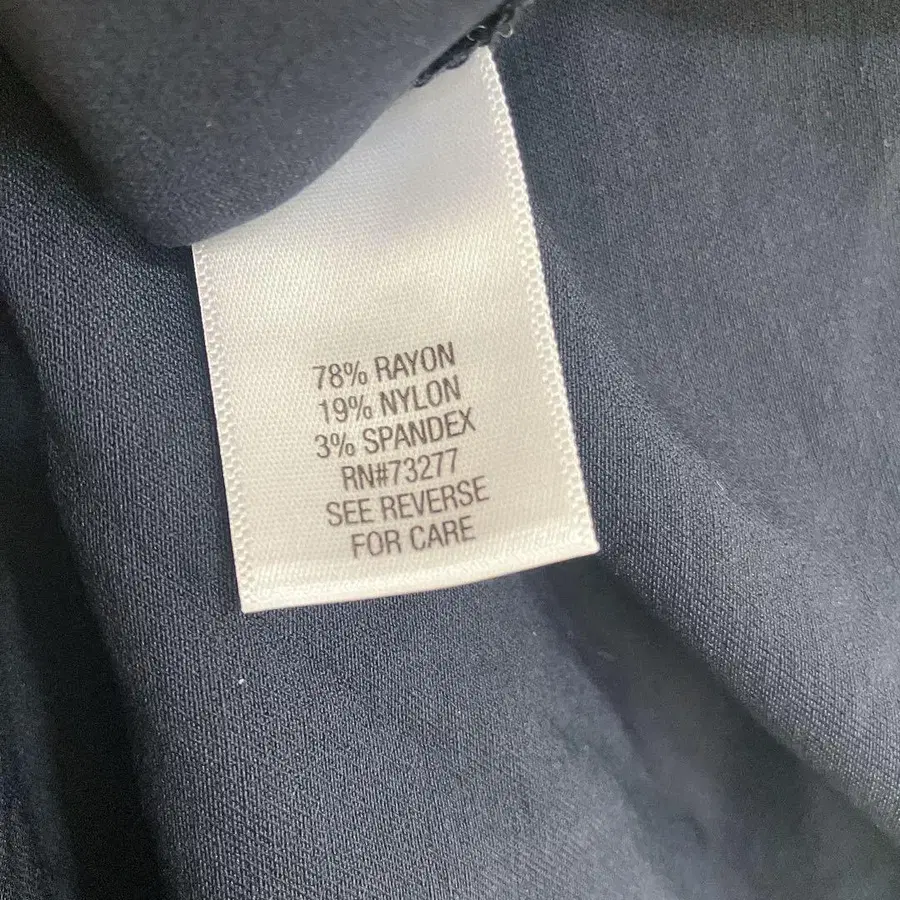 78% RAYON
19% NYLON
3% SPANDEX
RN#73277
SEE REVERSE
FOR CARE